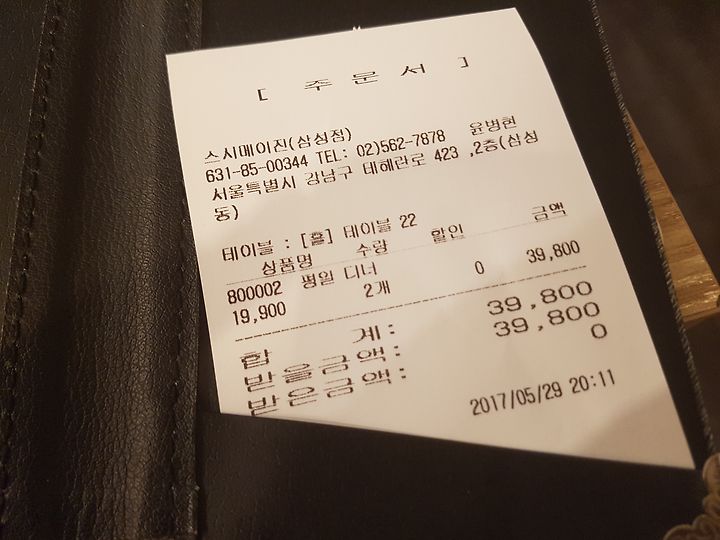 [ 주 문 서 ]
스시메이진(삼성점)
631-85-00344 TEL: 02)562-7878 윤병현
서울특별시 강남구 테헤란로 423 ,2층(삼성
동)
테이블 : [홀] 테이블 22
상품명 수량 할인 금액
800002 평일 디너
19,900 2개 0 39,800
합 계: 39,800
받을금액: 39,800
받은금액: 0
2017/05/29 20:11